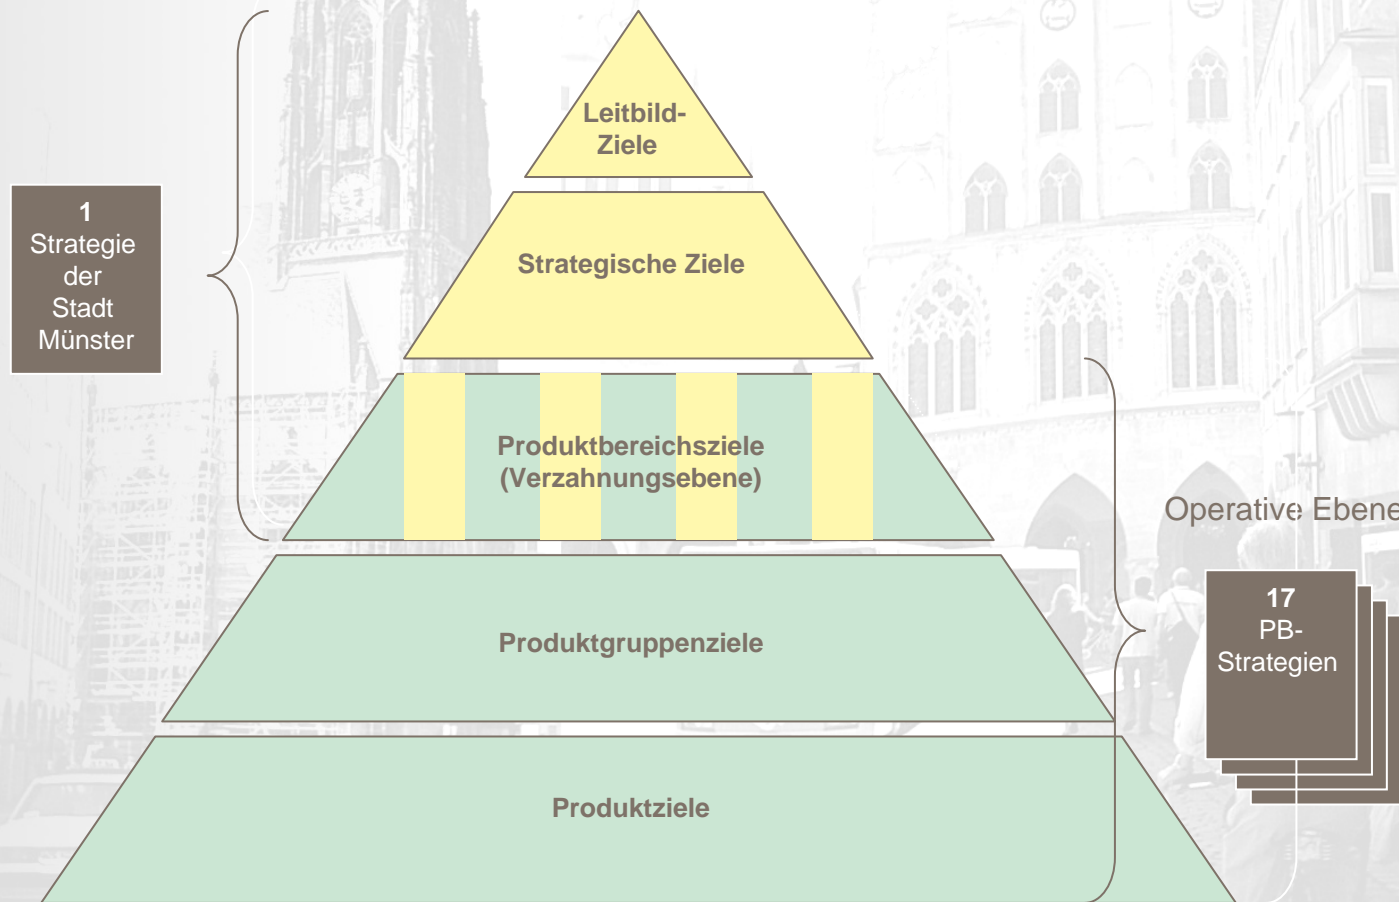 Leitbild-
Ziele
1
Strategie
der
Stadt
Münster
Strategische Ziele
Produktbereichsziele
(Verzahnungsebene)
Operative Ebene
17
PB-
Strategien
Produktgruppenziele
Produktziele